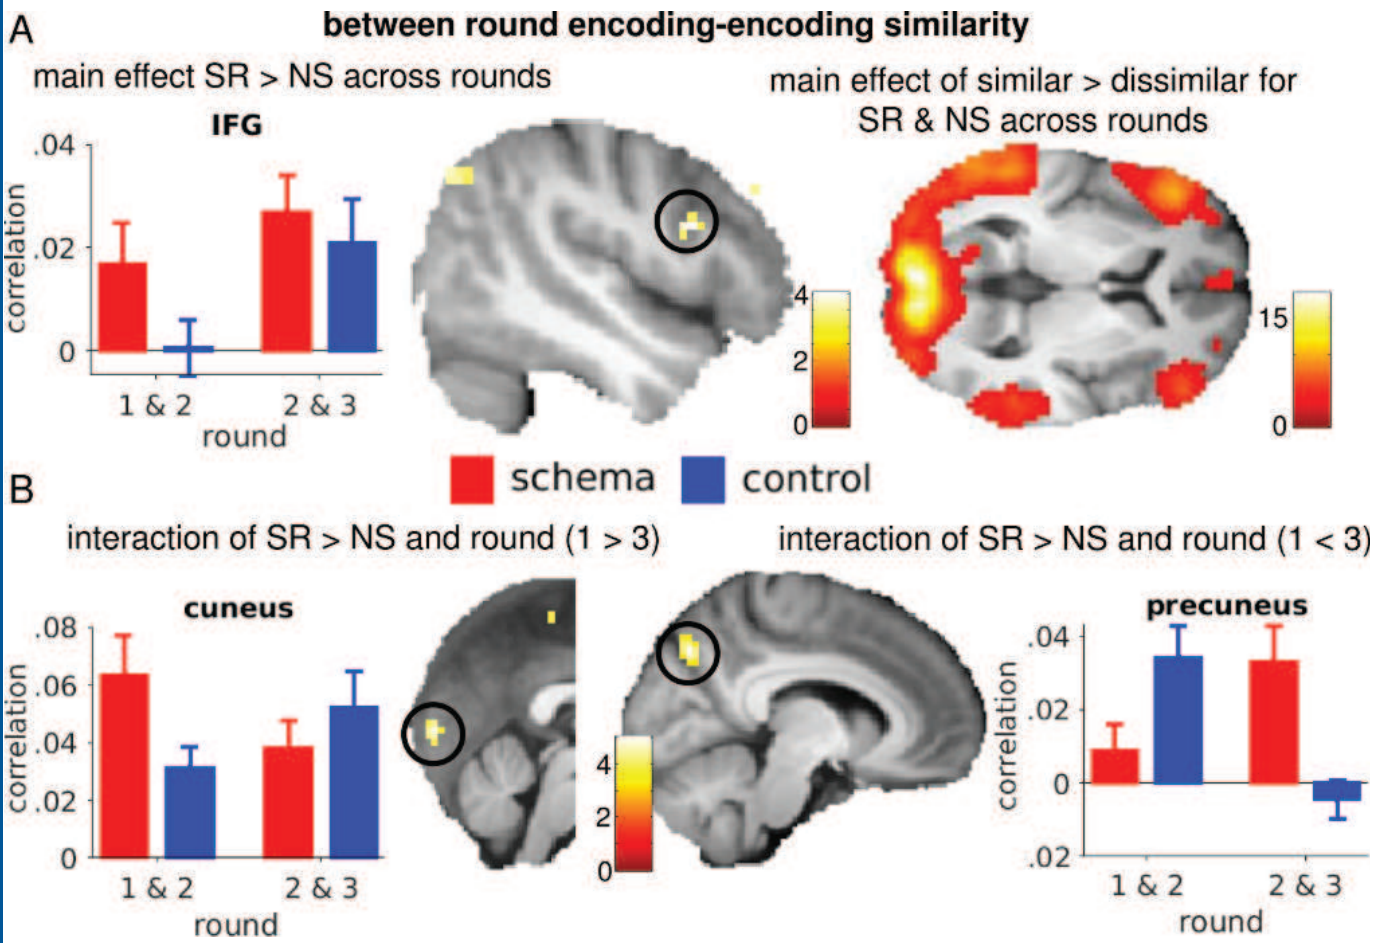 A
between round encoding-encoding similarity
main effect SR > NS across rounds
main effect of similar > dissimilar for
SR & NS across rounds
IFG
.04
.02
0
correlation
1 & 2
2 & 3
round
4
2
0
15
0
schema
control
B
interaction of SR > NS and round (1 > 3)
interaction of SR > NS and round (1 < 3)
cuneus
.08
.06
.04
.02
0
correlation
1 & 2
2 & 3
round
4
2
0
precuneus
.04
.02
0
.02
correlation
1 & 2
2 & 3
round